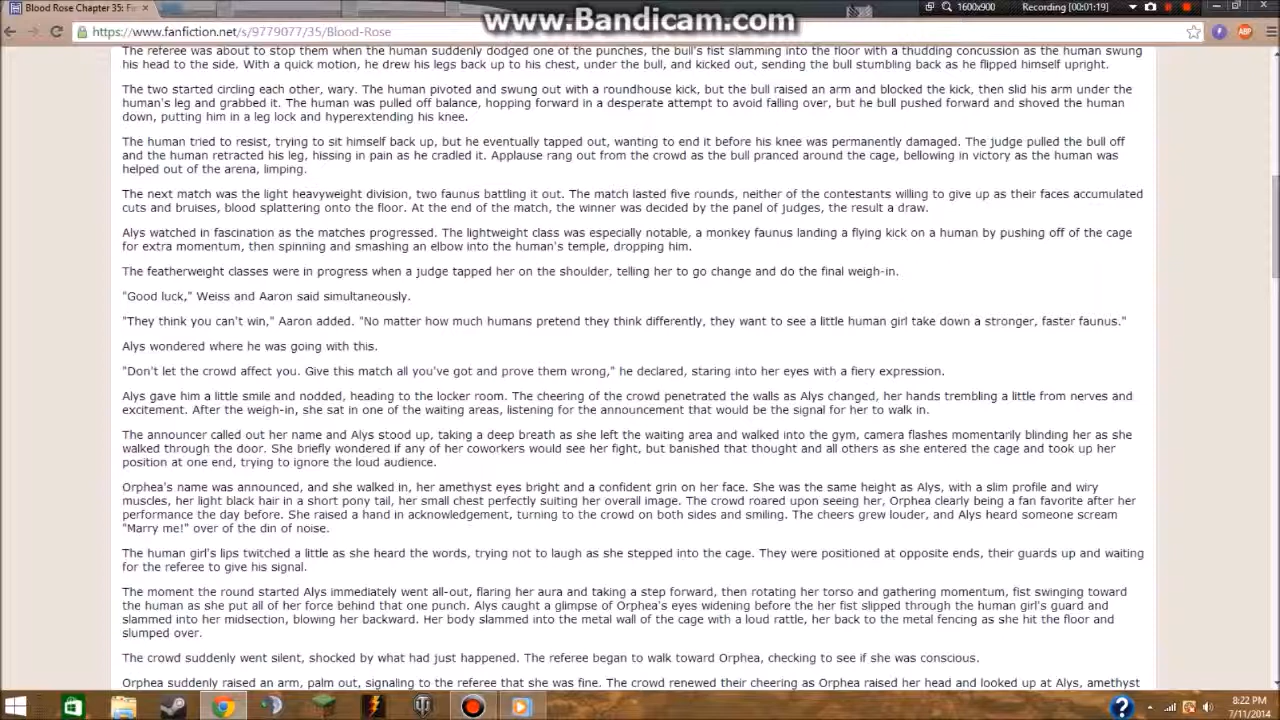 Blood Rose Chapter 35: Fi
www.Bandicam.com
1600x900
Recording [00:01:19]
https://www.fanfiction.net/s/9779077/35/Blood-Rose
ABP
The referee was about to stop them when the human suddenly dodged one of the punches, the bull's fist slamming into the floor with a thudding concussion as the human swung
his head to the side. With a quick motion, he drew his legs back up to his chest, under the bull, and kicked out, sending the bull stumbling back as he flipped himself upright.
The two started circling each other, wary. The human pivoted and swung out with a roundhouse kick, but the bull raised an arm and blocked the kick, then slid his arm under the
human's leg and grabbed it. The human was pulled off balance, hopping forward in a desperate attempt to avoid falling over, but he bull pushed forward and shoved the human
down, putting him in a leg lock and hyperextending his knee.
The human tried to resist, trying to sit himself back up, but he eventually tapped out, wanting to end it before his knee was permanently damaged. The judge pulled the bull off
and the human retracted his leg, hissing in pain as he cradled it. Applause rang out from the crowd as the bull pranced around the cage, bellowing in victory as the human was
helped out of the arena, limping.
The next match was the light heavyweight division, two faunus battling it out. The match lasted five rounds, neither of the contestants willing to give up as their faces accumulated
cuts and bruises, blood splattering onto the floor. At the end of the match, the winner was decided by the panel of judges, the result a draw.
Alys watched in fascination as the matches progressed. The lightweight class was especially notable, a monkey faunus landing a flying kick on a human by pushing off of the cage
for extra momentum, then spinning and smashing an elbow into the human's temple, dropping him.
The featherweight classes were in progress when a judge tapped her on the shoulder, telling her to go change and do the final weigh-in.
"Good luck," Weiss and Aaron said simultaneously.
"They think you can't win," Aaron added. "No matter how much humans pretend they think differently, they want to see a little human girl take down a stronger, faster faunus."
Alys wondered where he was going with this.
"Don't let the crowd affect you. Give this match all you've got and prove them wrong," he declared, staring into her eyes with a fiery expression.
Alys gave him a little smile and nodded, heading to the locker room. The cheering of the crowd penetrated the walls as Alys changed, her hands trembling a little from nerves and
excitement. After the weigh-in, she sat in one of the waiting areas, listening for the announcement that would be the signal for her to walk in.
The announcer called out her name and Alys stood up, taking a deep breath as she left the waiting area and walked into the gym, camera flashes momentarily blinding her as she
walked through the door. She briefly wondered if any of her coworkers would see her fight, but banished that thought and all others as she entered the cage and took up her
position at one end, trying to ignore the loud audience.
Orphea's name was announced, and she walked in, her amethyst eyes bright and a confident grin on her face. She was the same height as Alys, with a slim profile and wiry
muscles, her light black hair in a short pony tail, her small chest perfectly suiting her overall image. The crowd roared upon seeing her, Orphea clearly being a fan favorite after her
performance the day before. She raised a hand in acknowledgement, turning to the crowd on both sides and smiling. The cheers grew louder, and Alys heard someone scream
"Marry me!" over of the din of noise.
The human girl's lips twitched a little as she heard the words, trying not to laugh as she stepped into the cage. They were positioned at opposite ends, their guards up and waiting
for the referee to give his signal.
The moment the round started Alys immediately went all-out, flaring her aura and taking a step forward, then rotating her torso and gathering momentum, fist swinging toward
the human as she put all of her force behind that one punch. Alys caught a glimpse of Orphea's eyes widening before the her fist slipped through the human girl's guard and
slammed into her midsection, blowing her backward. Her body slammed into the metal wall of the cage with a loud rattle, her back to the metal fencing as she hit the floor and
slumped over.
The crowd suddenly went silent, shocked by what had just happened. The referee began to walk toward Orphea, checking to see if she was conscious.
Orphea suddenly raised an arm, palm out, signaling to the referee that she was fine. The crowd renewed their cheering as Orphea raised her head and looked up at Alys, amethyst
8:22 PM
7/11/2014